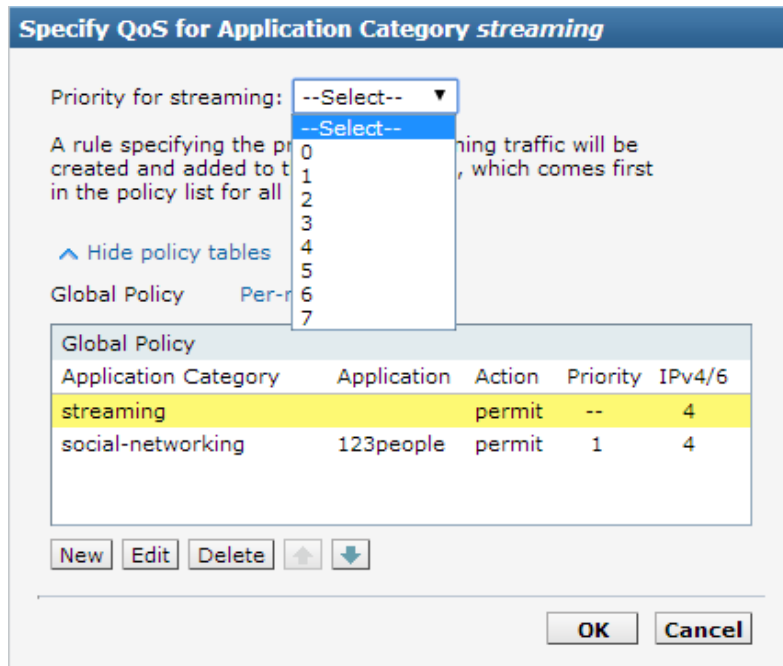 Specify QoS for Application Category streaming
Priority for streaming: --Select-- ▼
--Select--
0
1
2
3
4
5
6
7
A rule specifying the pr ning traffic will be
created and added to t , which comes first
in the policy list for all
Hide policy tables
Global Policy Per-r
Global Policy
Application Category Application Action Priority IPv4/6
streaming permit -- 4
social-networking 123people permit 1 4
New Edit Delete
OK Cancel